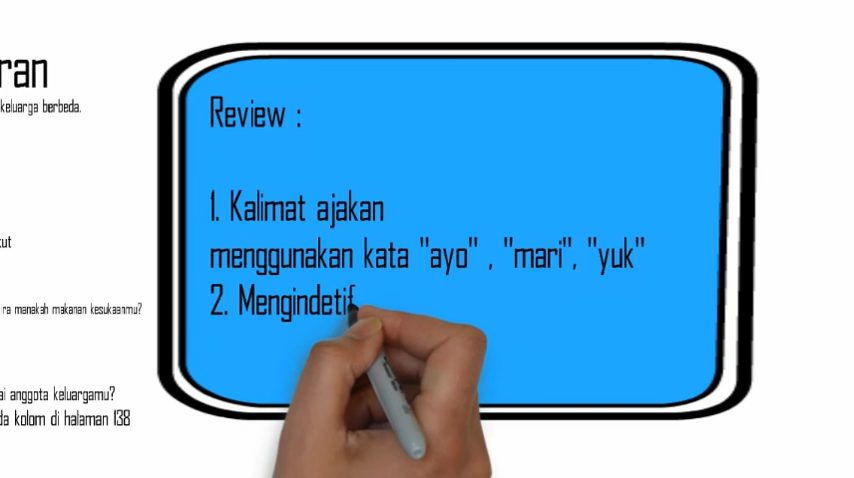 ran
keluarga berbeda.
kut
ira manakah makanan kesukaanmu?
ai anggota keluargamu?
da kolom di halaman 138
Review :
1. Kalimat ajakan
menggunakan kata "ayo" , "mari", "yuk"
2. Mengindetif